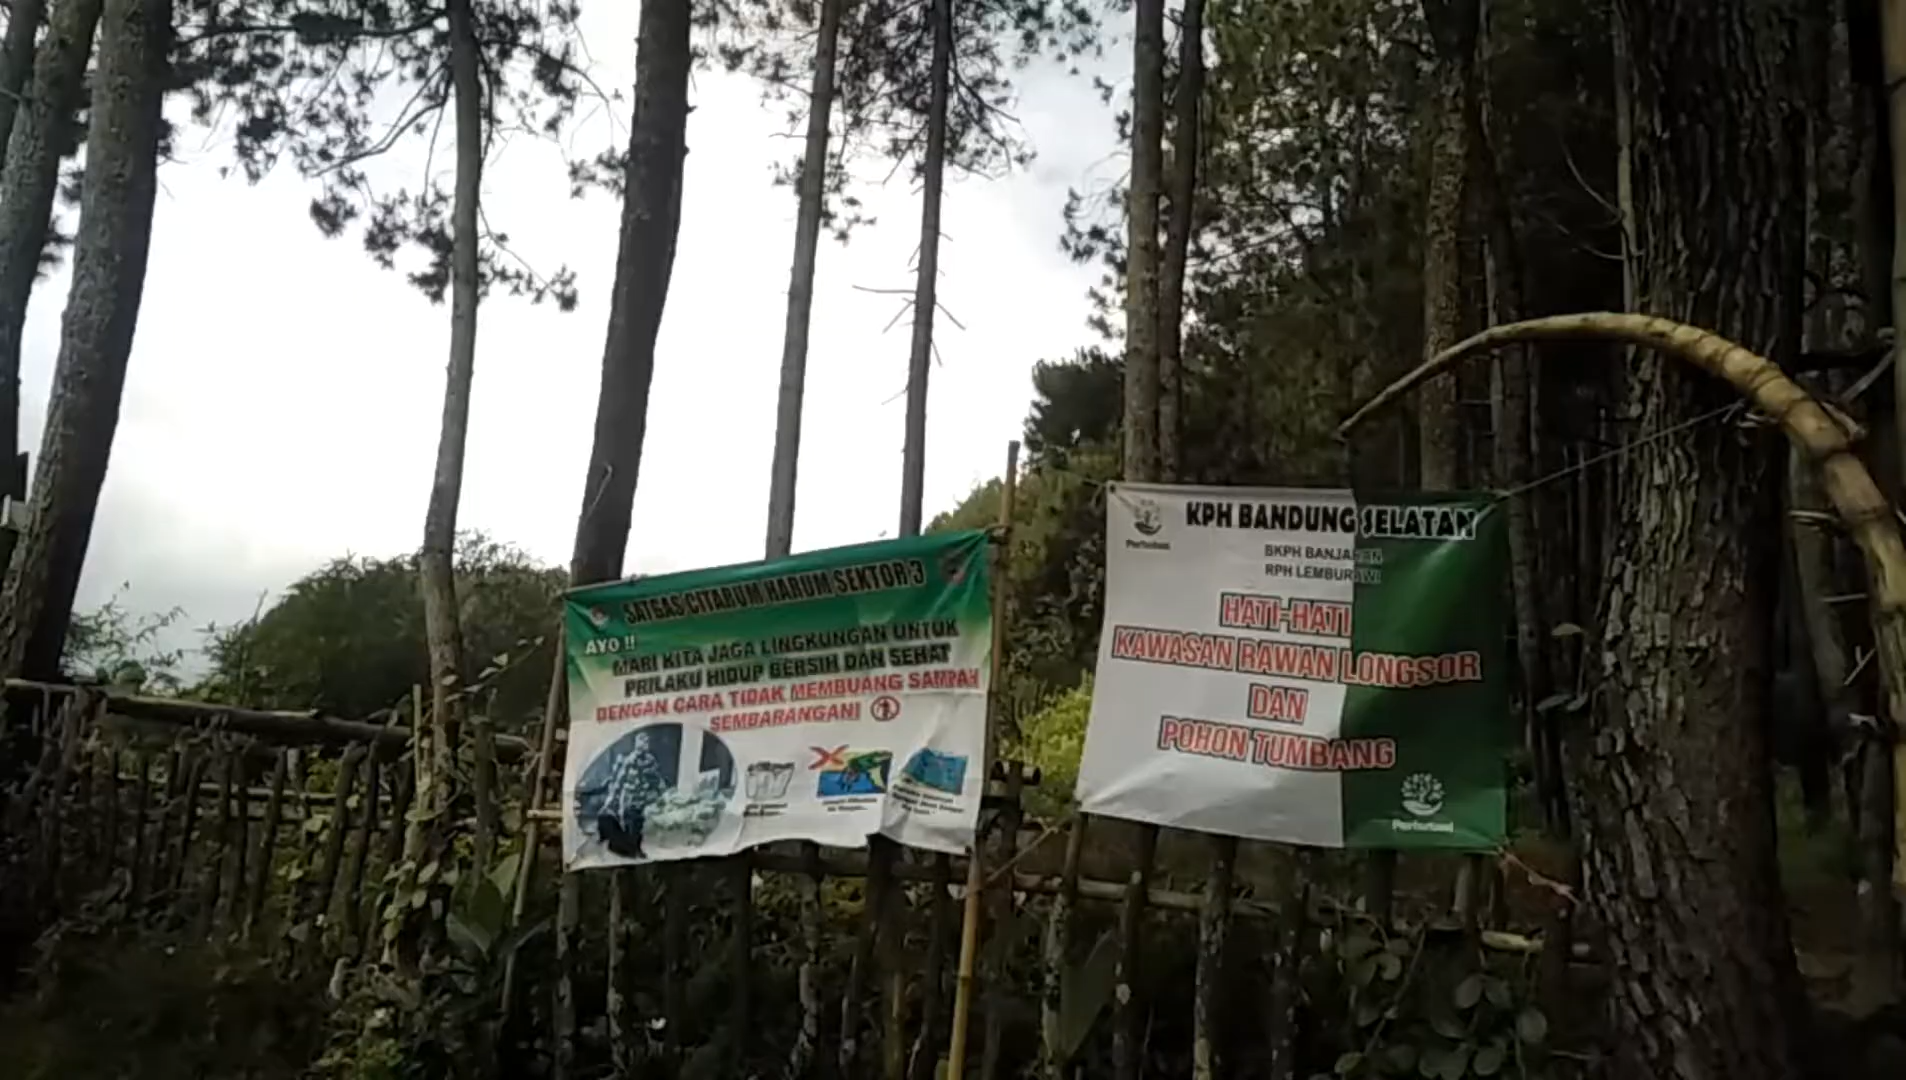 SATGAS CITARUM HARUM SEKTOR 3
AYO !!
MARI KITA JAGA LINGKUNGAN UNTUK
PRILAKU HIDUP BERSIH DAN SEHAT
DENGAN CARA TIDAK MEMBUANG SAMPAH
SEMBARANGAN!
Perhutani
KPH BANDUNG SELATAN
BKPH BANJARAN
RPH LEMBURAWI
HATI-HATI
KAWASAN RAWAN LONGSOR
DAN
POHON TUMBANG
Perhutani